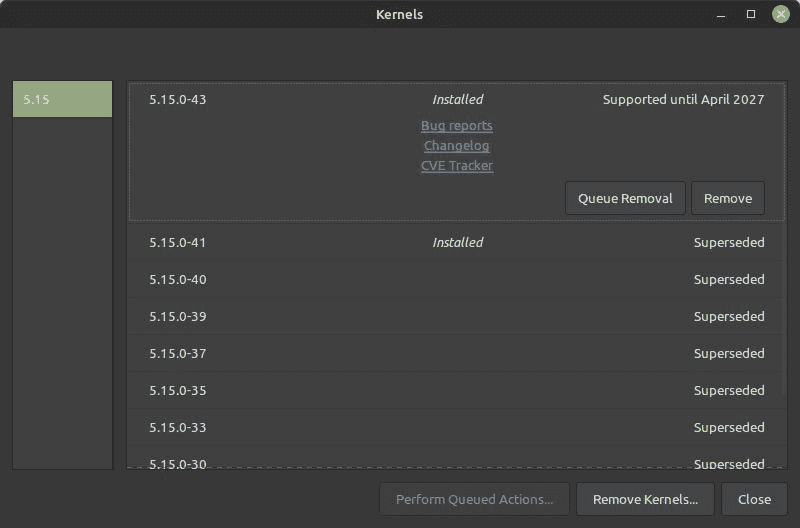 Kernels
5.15
5.15.0-43 Installed Supported until April 2027
Bug reports
Changelog
CVE Tracker
Queue Removal Remove
5.15.0-41 Installed Superseded
5.15.0-40 Superseded
5.15.0-39 Superseded
5.15.0-37 Superseded
5.15.0-35 Superseded
5.15.0-33 Superseded
5.15.0-30 Superseded
Perform Queued Actions... Remove Kernels... Close